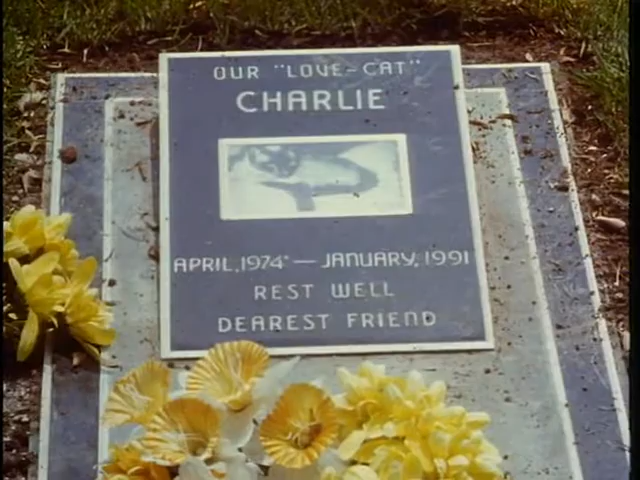 OUR "LOVE-CAT"
CHARLIE
APRIL, 1974 — JANUARY, 1991
REST WELL
DEAREST FRIEND